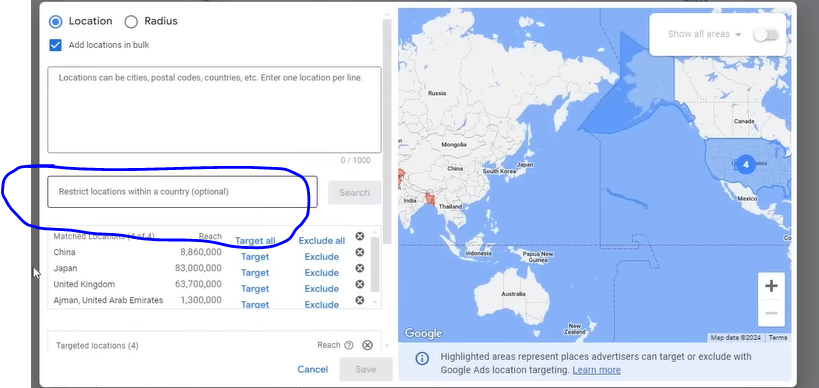 Location Radius
Add locations in bulk
Locations can be cities, postal codes, countries, etc. Enter one location per line.
0 / 1000
Restrict locations within a country (optional)
Search
Matched Locations (4 of 4) Reach Target all Exclude all
China 8,860,000 Target Exclude
Japan 83,000,000 Target Exclude
United Kingdom 63,700,000 Target Exclude
Ajman, United Arab Emirates 1,300,000 Target Exclude
Targeted locations (4) Reach
Cancel Save
Show all areas
Russia
Canada
Mongolia
4
China
Japan
South Korea
India
Thailand
Mexico
Indonesia
Papua New
Guinea
Australia
New
Zealand
Google
Map data ©2024 Terms
Highlighted areas represent places advertisers can target or exclude with
Google Ads location targeting. Learn more